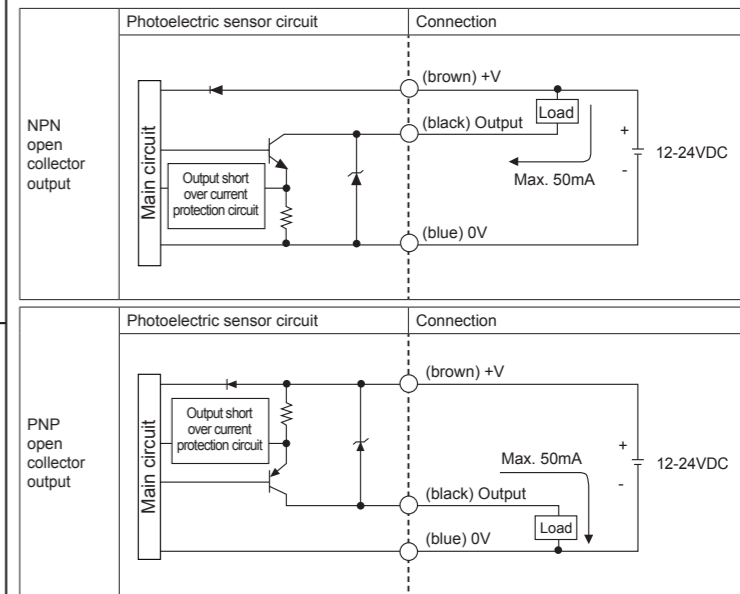 Photoelectric sensor circuit
Connection
NPN
open
collector
output
Main circuit
Output short
over current
protection circuit
(brown) +V
(black) Output
(blue) 0V
Load
Max. 50mA
+
-
12-24VDC
Photoelectric sensor circuit
Connection
PNP
open
collector
output
Main circuit
Output short
over current
protection circuit
(brown) +V
Max. 50mA
(black) Output
Load
(blue) 0V
+
-
12-24VDC